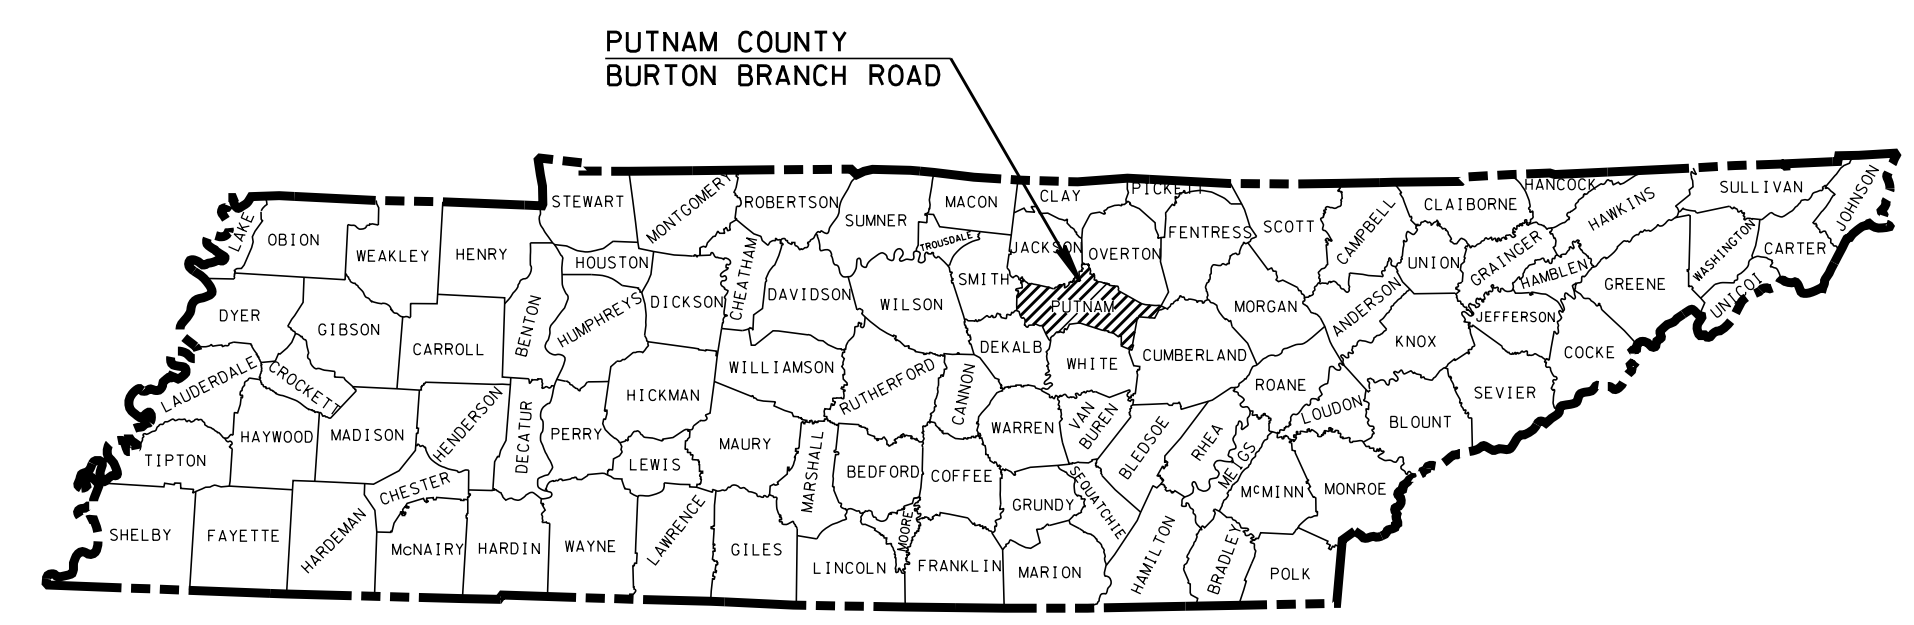 PUTNAM COUNTY
BURTON BRANCH ROAD
STEWART
MONTGOMERY
ROBERTSON
SUMNER
MACON
CLAY
PICKETT
SCOTT
CAMPBELL
CLAIBORNE
HANCOCK
HAWKINS
SULLIVAN
JOHNSON
LAKE
OBION
WEAKLEY
HENRY
HOUSTON
CHEATHAM
TROUSDALE
JACKSON
OVERTON
FENTRESS
UNION
GRAINGER
HAMBLEN
WASHINGTON
CARTER
UNICOI
GREENE
DYER
GIBSON
CARROLL
BENTON
HUMPHREYS
DICKSON
DAVIDSON
WILSON
SMITH
PUTNAM
MORGAN
ANDERSON
KNOX
JEFFERSON
COCKE
LAUDERDALE
CROCKETT
WILLIAMSON
RUTHERFORD
CANNON
DEKALB
WHITE
CUMBERLAND
ROANE
LOUDON
BLOUNT
SEVIER
HICKMAN
TIPTON
HAYWOOD
MADISON
HENDERSON
DECATUR
PERRY
LEWIS
MAURY
MARSHALL
BEDFORD
COFFEE
WARREN
VAN
BUREN
BLEDSOE
RHEA
MEIGS
McMINN
MONROE
SHELBY
FAYETTE
HARDEMAN
CHESTER
McNAIRY
HARDIN
WAYNE
LAWRENCE
GILES
LINCOLN
MOORE
FRANKLIN
GRUNDY
SEQUATCHIE
MARION
HAMILTON
BRADLEY
POLK